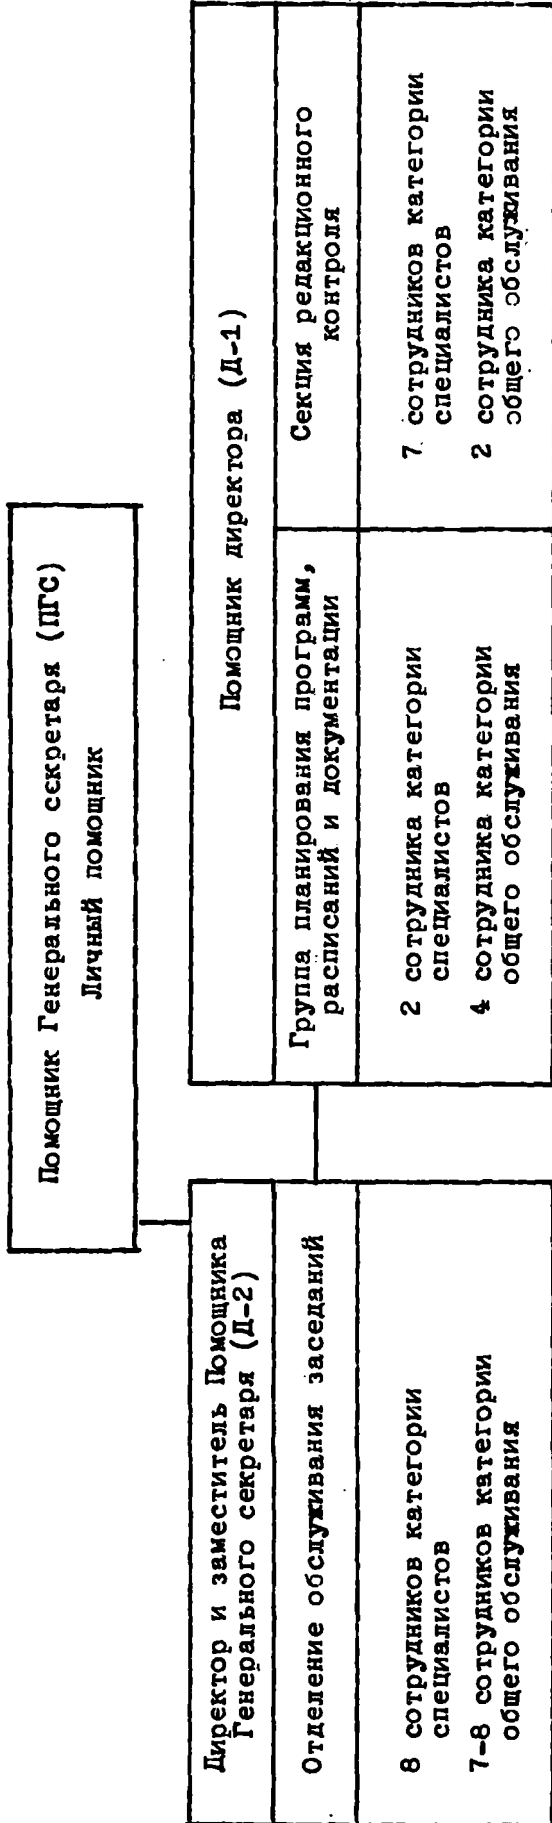 Помощник Генерального секретаря (ПГС)
Личный помощник
Директор и заместитель Помощника
Генерального секретаря (Д-2)
Отделение обслуживания заседаний
8 сотрудников категории
специалистов
7-8 сотрудников категории
общего обслуживания
Помощник директора (Д-1)
Группа планирования программ,
расписаний и документации
2 сотрудника категории
специалистов
4 сотрудника категории
общего обслуживания
Секция редакционного
контроля
7 сотрудников категории
специалистов
2 сотрудника категории
общего обслуживания